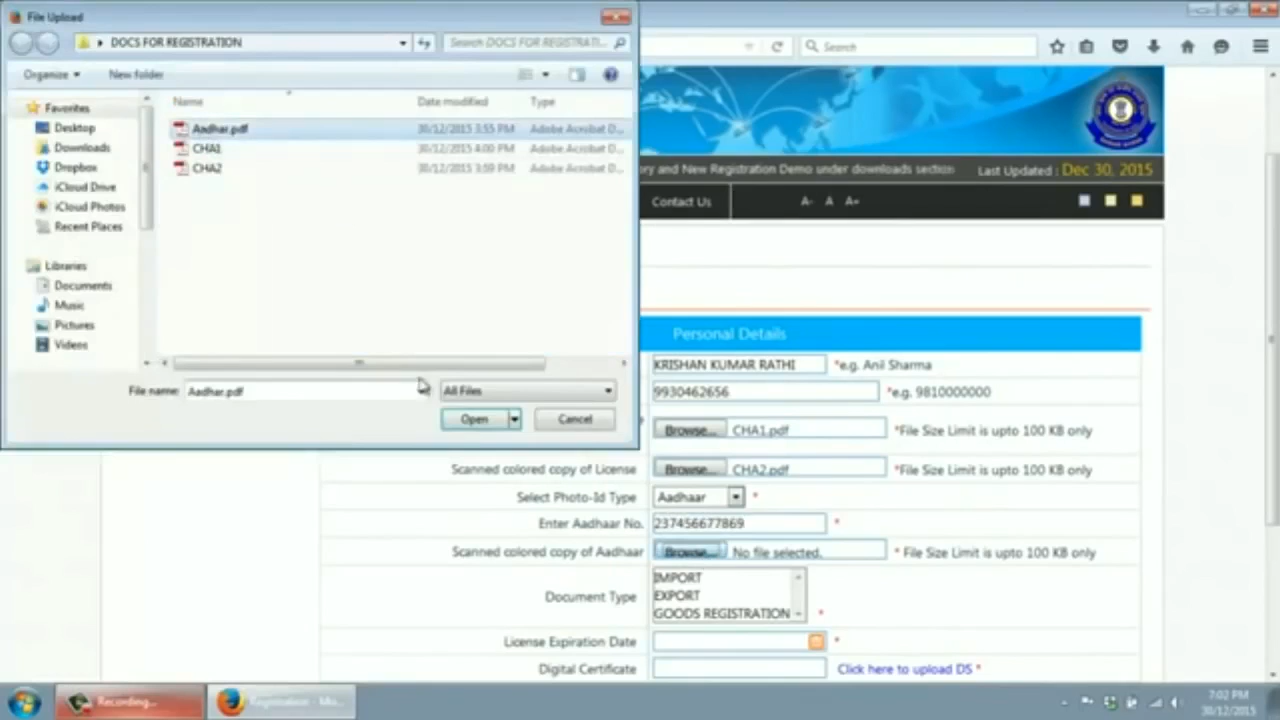 File Upload
DOCS FOR REGISTRATION
Search DOCS FOR REGISTRATI...
Search
Organize
New folder
Name
Date modified
Type
Favorites
Desktop
Downloads
Dropbox
iCloud Drive
iCloud Photos
Recent Places
Libraries
Documents
Music
Pictures
Videos
Aadhar.pdf
30/12/2015 3:55 PM
Adobe Acrobat D...
CHA1
30/12/2015 4:00 PM
Adobe Acrobat D...
CHA2
30/12/2015 3:59 PM
Adobe Acrobat D...
File name:
Aadhar.pdf
All Files
Open
Cancel
ry and New Registration Demo under downloads section
Last Updated : Dec 30, 2015
Contact Us
A- A A+
Personal Details
KRISHAN KUMAR RATHI *e.g. Anil Sharma
9930462656 *e.g. 9810000000
Browse... CHA1.pdf *File Size Limit is upto 100 KB only
Scanned colored copy of License Browse... CHA2.pdf *File Size Limit is upto 100 KB only
Select Photo-Id Type Aadhaar *
Enter Aadhaar No. 237456677869 *
Scanned colored copy of Aadhaar Browse... No file selected. * File Size Limit is upto 100 KB only
Document Type
IMPORT
EXPORT
GOODS REGISTRATION *
License Expiration Date *
Digital Certificate Click here to upload DS *
Recording...
Registration - Mo...
7:02 PM
30/12/2015